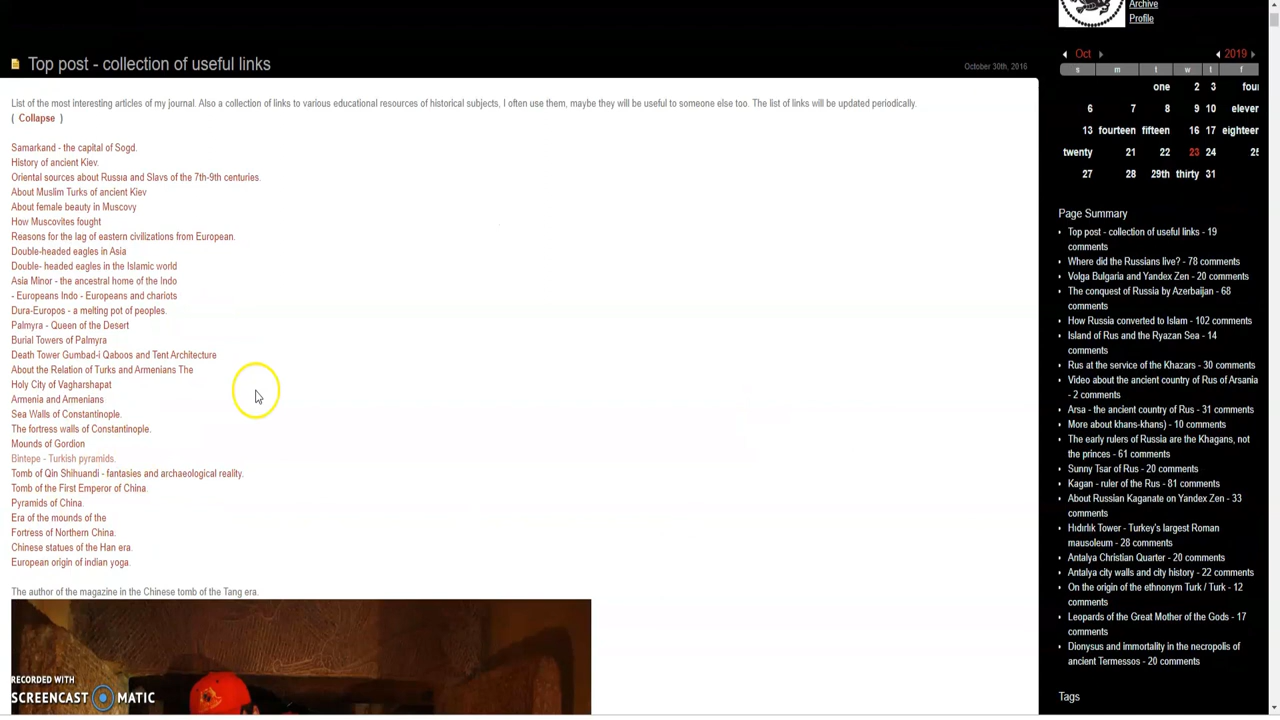 Archive
Profile
Top post - collection of useful links
October 30th, 2016
List of the most interesting articles of my journal. Also a collection of links to various educational resources of historical subjects, I often use them, maybe they will be useful to someone else too. The list of links will be updated periodically.
( Collapse )
Samarkand - the capital of Sogd.
History of ancient Kiev.
Oriental sources about Russia and Slavs of the 7th-9th centuries.
About Muslim Turks of ancient Kiev
About female beauty in Muscovy
How Muscovites fought
Reasons for the lag of eastern civilizations from European.
Double-headed eagles in Asia
Double- headed eagles in the Islamic world
Asia Minor - the ancestral home of the Indo
- Europeans Indo - Europeans and chariots
Dura-Europos - a melting pot of peoples.
Palmyra - Queen of the Desert
Burial Towers of Palmyra
Death Tower Gumbad-i Qaboos and Tent Architecture
About the Relation of Turks and Armenians The
Holy City of Vagharshapat
Armenia and Armenians
Sea Walls of Constantinople.
The fortress walls of Constantinople.
Mounds of Gordion
Bintepe - Turkish pyramids.
Tomb of Qin Shihuandi - fantasies and archaeological reality.
Tomb of the First Emperor of China.
Pyramids of China.
Era of the mounds of the
Fortress of Northern China.
Chinese statues of the Han era.
European origin of indian yoga.
The author of the magazine in the Chinese tomb of the Tang era.
RECORDED WITH
SCREENCAST MATIC
Oct 2019
s m t w t f
one 2 3 four
6 7 8 9 10 eleven
13 fourteen fifteen 16 17 eighteen
twenty 21 22 23 24 25
27 28 29th thirty 31
Page Summary
Top post - collection of useful links - 19
comments
Where did the Russians live? - 78 comments
Volga Bulgaria and Yandex Zen - 20 comments
The conquest of Russia by Azerbaijan - 68
comments
How Russia converted to Islam - 102 comments
Island of Rus and the Ryazan Sea - 14
comments
Rus at the service of the Khazars - 30 comments
Video about the ancient country of Rus of Arsania
- 2 comments
Arsa - the ancient country of Rus - 31 comments
More about khans-khans) - 10 comments
The early rulers of Russia are the Khagans, not
the princes - 61 comments
Sunny Tsar of Rus - 20 comments
Kagan - ruler of the Rus - 81 comments
About Russian Kaganate on Yandex Zen - 33
comments
Hıdırlık Tower - Turkey's largest Roman
mausoleum - 28 comments
Antalya Christian Quarter - 20 comments
Antalya city walls and city history - 22 comments
On the origin of the ethnonym Turk / Turk - 12
comments
Leopards of the Great Mother of the Gods - 17
comments
Dionysus and immortality in the necropolis of
ancient Termessos - 20 comments
Tags